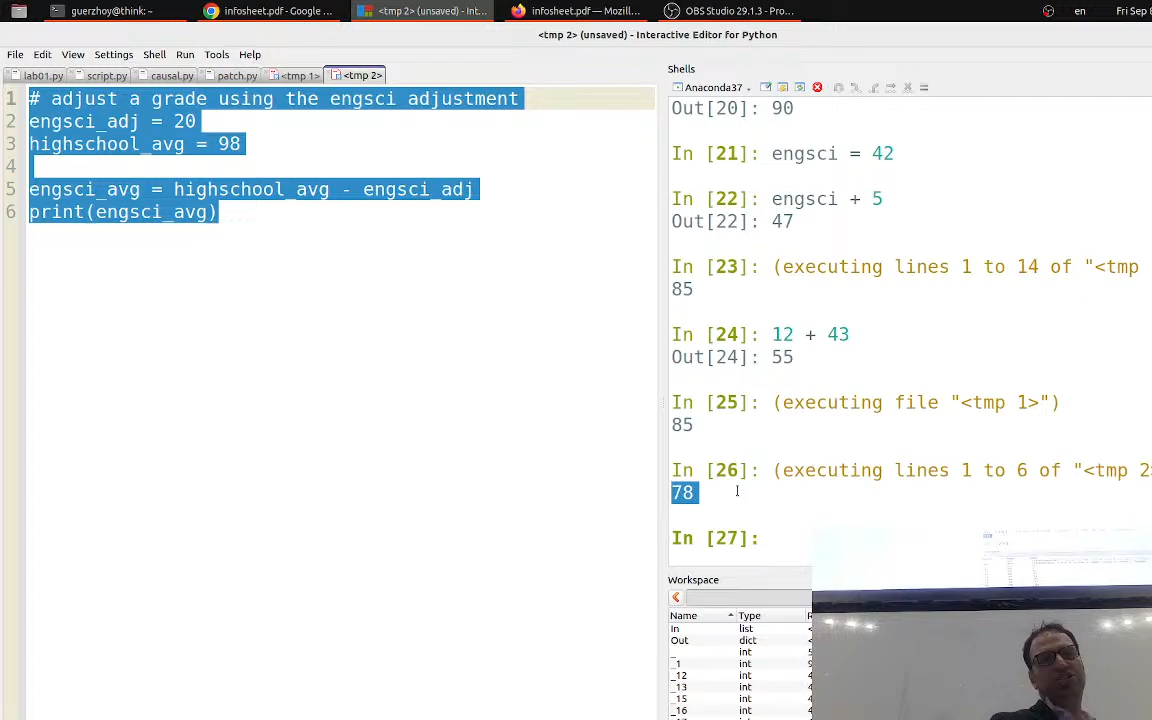 guerzhoy@think: ~
infosheet.pdf - Google ...
<tmp 2> (unsaved) - Int...
infosheet.pdf — Mozill...
OBS Studio 29.1.3 - Pro...
en
Fri Sep 8
<tmp 2> (unsaved) - Interactive Editor for Python
File Edit View Settings Shell Run Tools Help
lab01.py script.py causal.py patch.py <tmp 1> <tmp 2>
1 # adjust a grade using the engsci adjustment
2 engsci_adj = 20
3 highschool_avg = 98
4
5 engsci_avg = highschool_avg - engsci_adj
6 print(engsci_avg)
Shells
Anaconda37
Out[20]: 90
In [21]: engsci = 42
In [22]: engsci + 5
Out[22]: 47
In [23]: (executing lines 1 to 14 of "<tmp
85
In [24]: 12 + 43
Out[24]: 55
In [25]: (executing file "<tmp 1>")
85
In [26]: (executing lines 1 to 6 of "<tmp 2>
78
In [27]:
Workspace
Name Type
In list
Out dict
_ int
_1 int
_12 int
_13 int
_15 int
_16 int